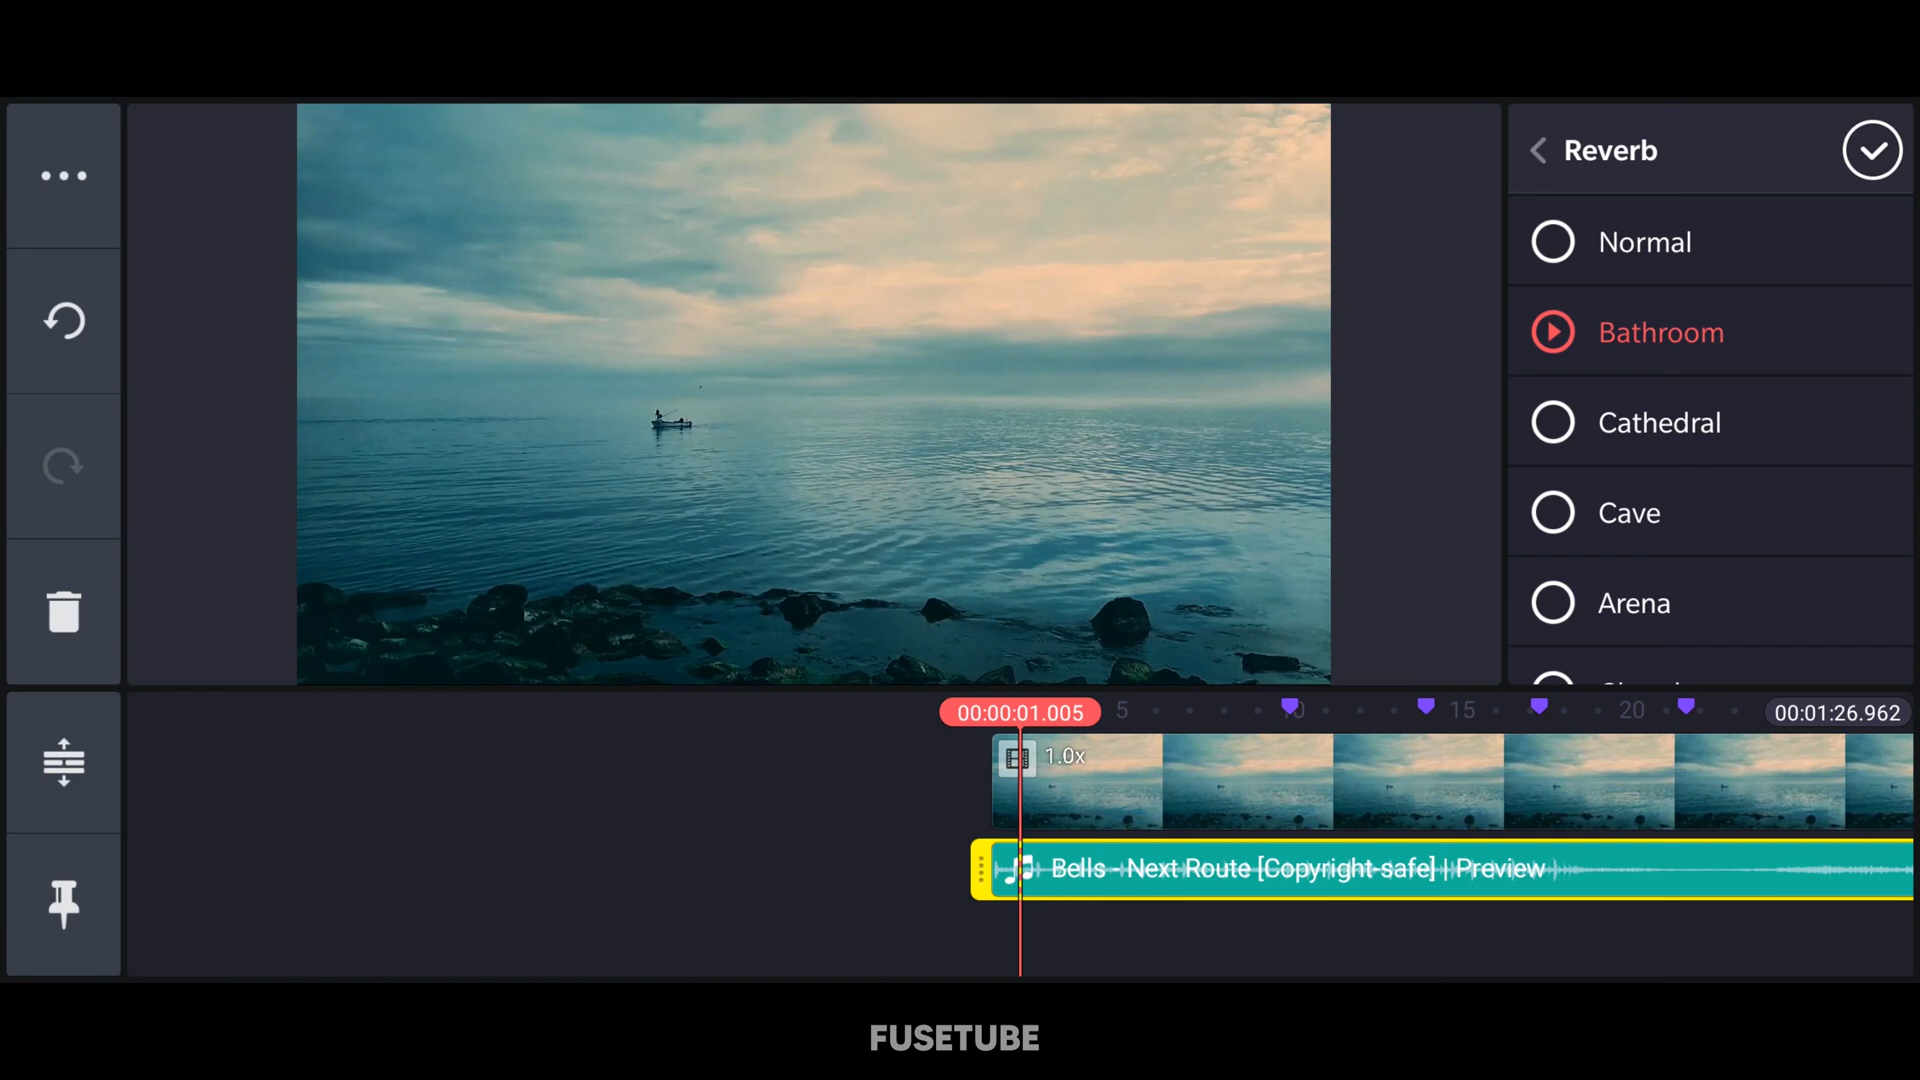 Reverb
Normal
Bathroom
Cathedral
Cave
Arena
00:00:01.005
5
15
20
00:01:26.962
1.0x
Bells - Next Route [Copyright-safe] | Preview
FUSETUBE